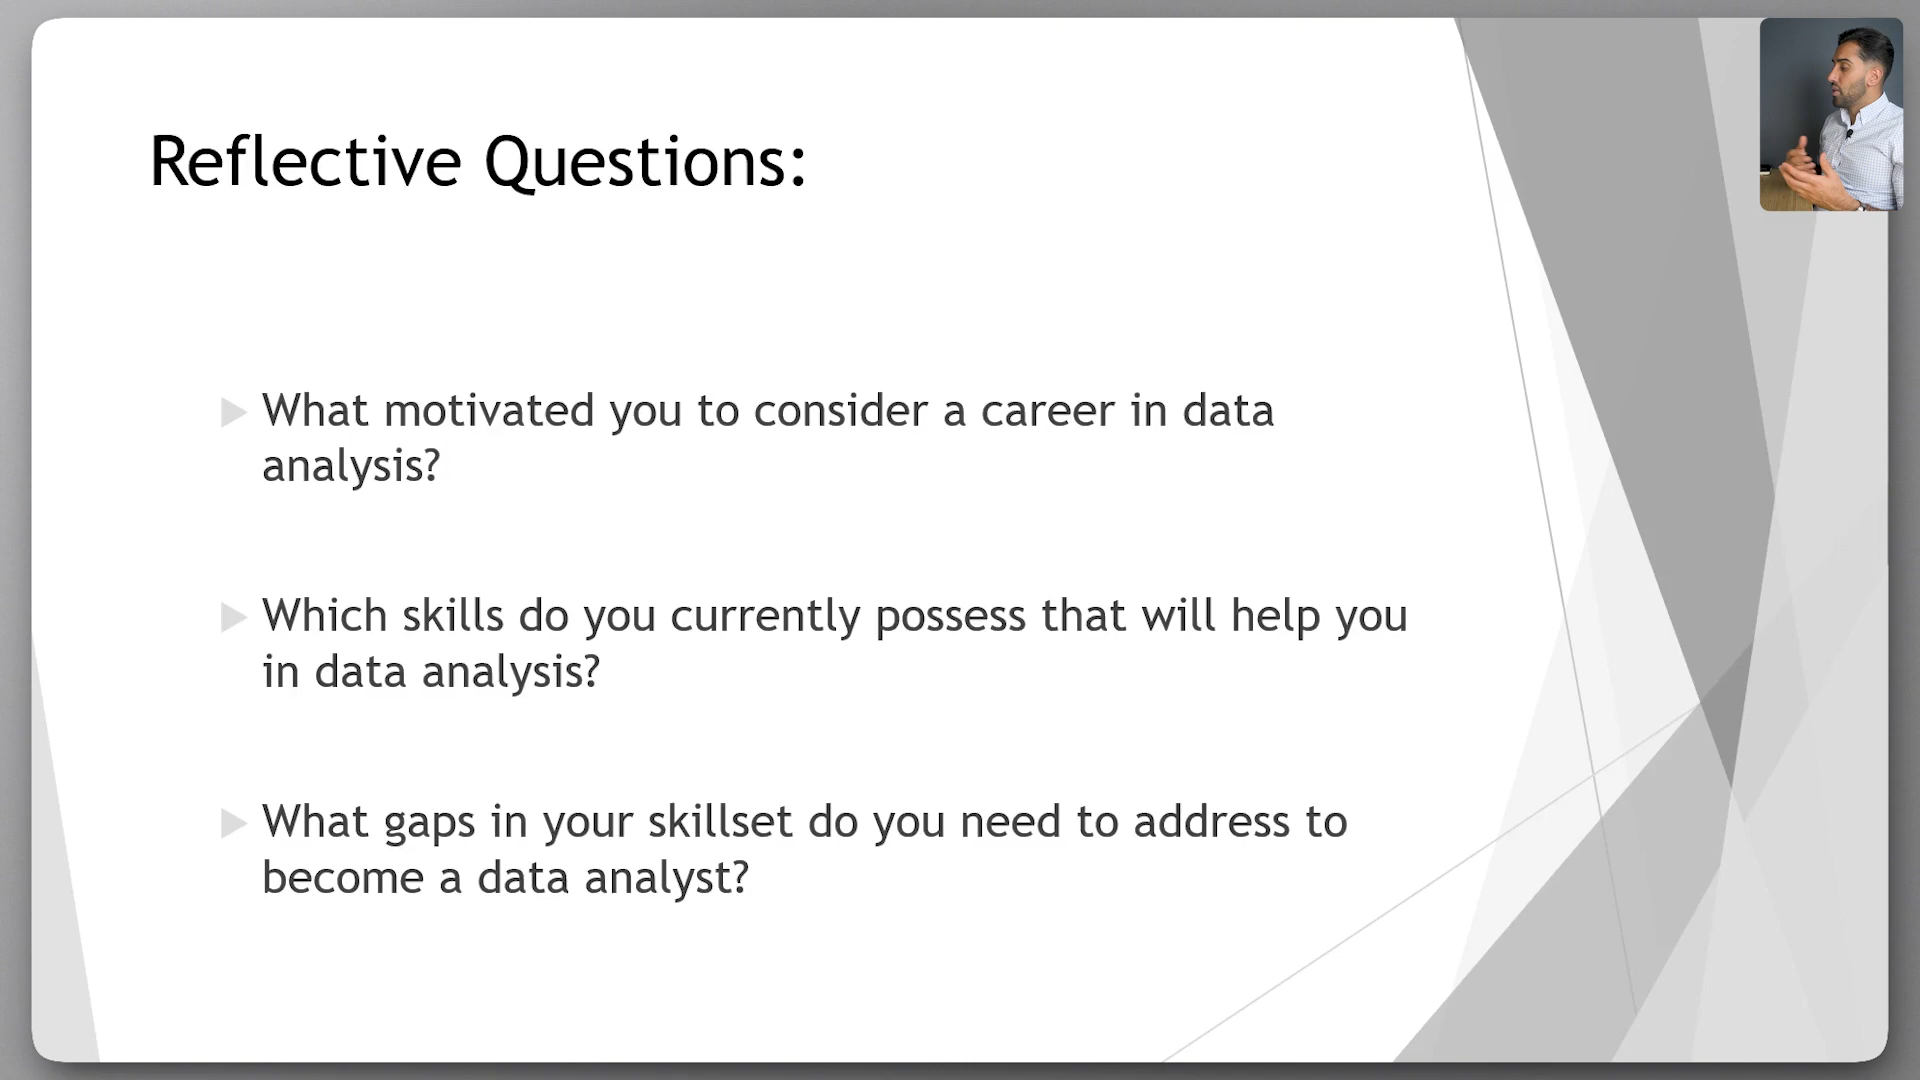 Reflective Questions:
What motivated you to consider a career in data
analysis?
Which skills do you currently possess that will help you
in data analysis?
What gaps in your skillset do you need to address to
become a data analyst?